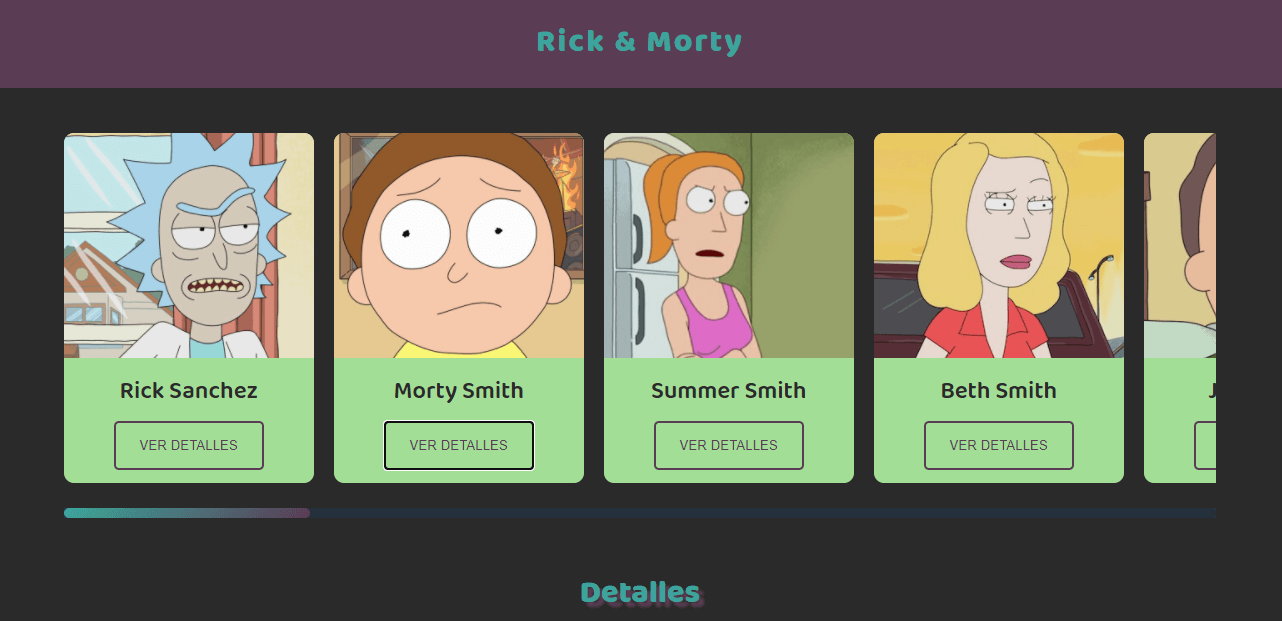 Rick & Morty
Rick Sanchez
Morty Smith
Summer Smith
Beth Smith
VER DETALLES
VER DETALLES
VER DETALLES
VER DETALLES
Detalles